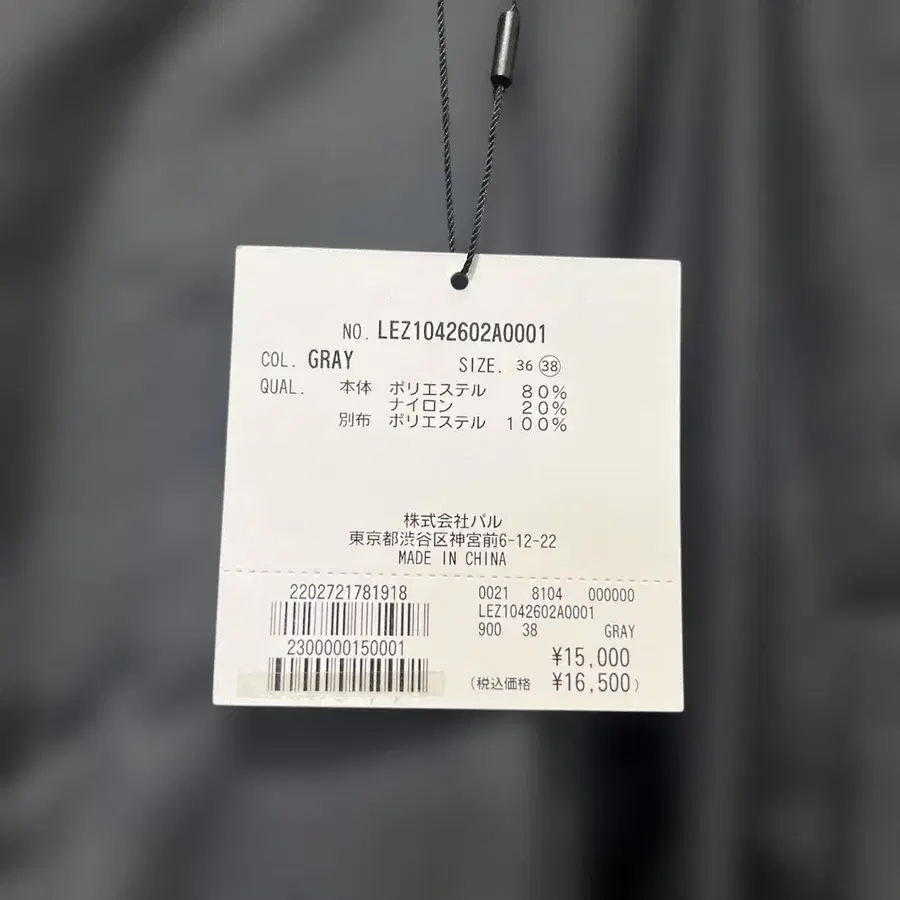 NO. LEZ1042602A0001
COL. GRAY SIZE. 36 38
QUAL. 本体 ポリエステル 80%
ナイロン 20%
別布 ポリエステル 100%
株式会社パル
東京都渋谷区神宮前6-12-22
MADE IN CHINA
2202721781918
2300000150001
0021 8104 000000
LEZ1042602A0001
900 38 GRAY
¥15,000
(税込価格 ¥16,500)